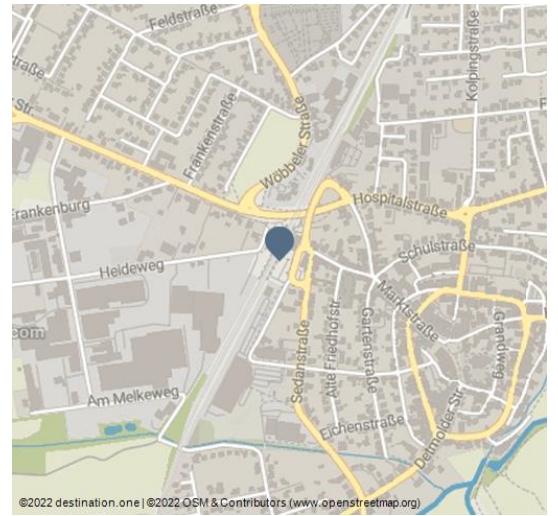 Feldstraße
straße
Str.
Kolpingstraße
F
Frankenstraße
Wöbbeler Straße
Frankenburg
Hospitalstraße
Heideweg
Schulstraße
Marktstraße
Grandweg
com
Alte Friedhofstr.
Gartenstraße
Sedanstraße
Am Melkeweg
Eichenstraße
Detmolder-Str.
©2022 destination.one | ©2022 OSM & Contributors (www.openstreetmap.org)